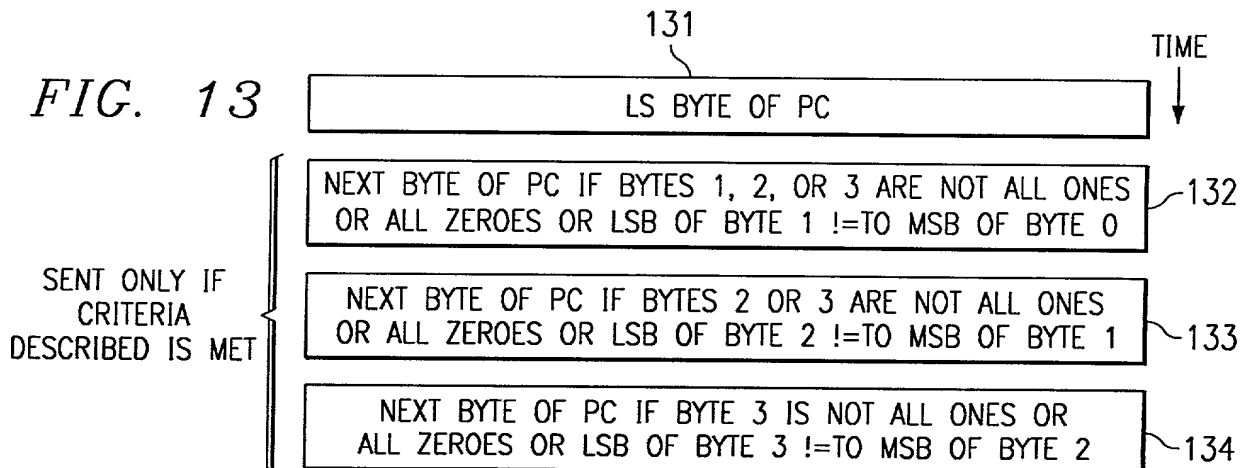 131
TIME
FIG. 13
LS BYTE OF PC
NEXT BYTE OF PC IF BYTES 1, 2, OR 3 ARE NOT ALL ONES
OR ALL ZEROES OR LSB OF BYTE 1 !=TO MSB OF BYTE 0
132
SENT ONLY IF
CRITERIA
DESCRIBED IS MET
NEXT BYTE OF PC IF BYTES 2 OR 3 ARE NOT ALL ONES
OR ALL ZEROES OR LSB OF BYTE 2 !=TO MSB OF BYTE 1
133
NEXT BYTE OF PC IF BYTE 3 IS NOT ALL ONES OR
ALL ZEROES OR LSB OF BYTE 3 !=TO MSB OF BYTE 2
134